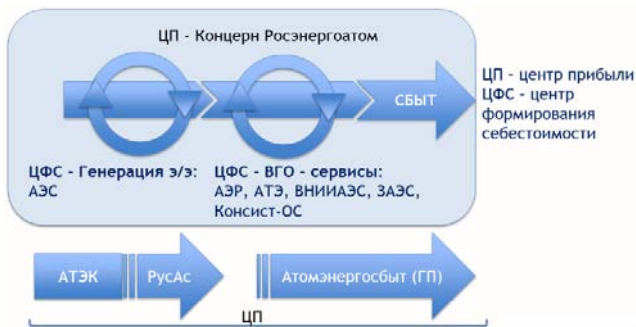 ЦП - Концерн Росэнергоатом
СБЫТ
ЦП - центр прибыли
ЦФС - центр
формирования
себестоимости
ЦФС - Генерация э/э:
АЭС
ЦФС - ВГО - сервисы:
АЭР, АТЭ, ВНИИАЭС, ЗАЭС,
Консист-ОС
АТЭК
РусАс
Атомэнергосбыт (ГП)
ЦП